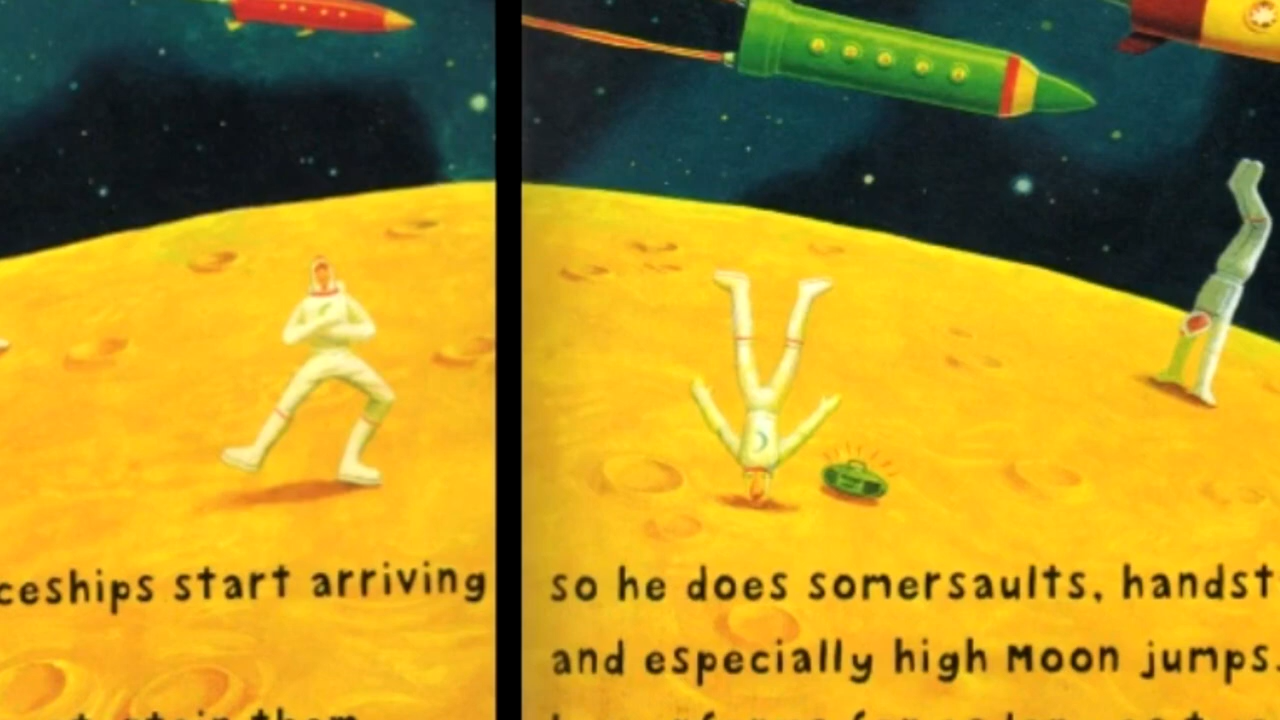 ceships start arriving
so he does somersaults, handst
and especially high Moon jumps.